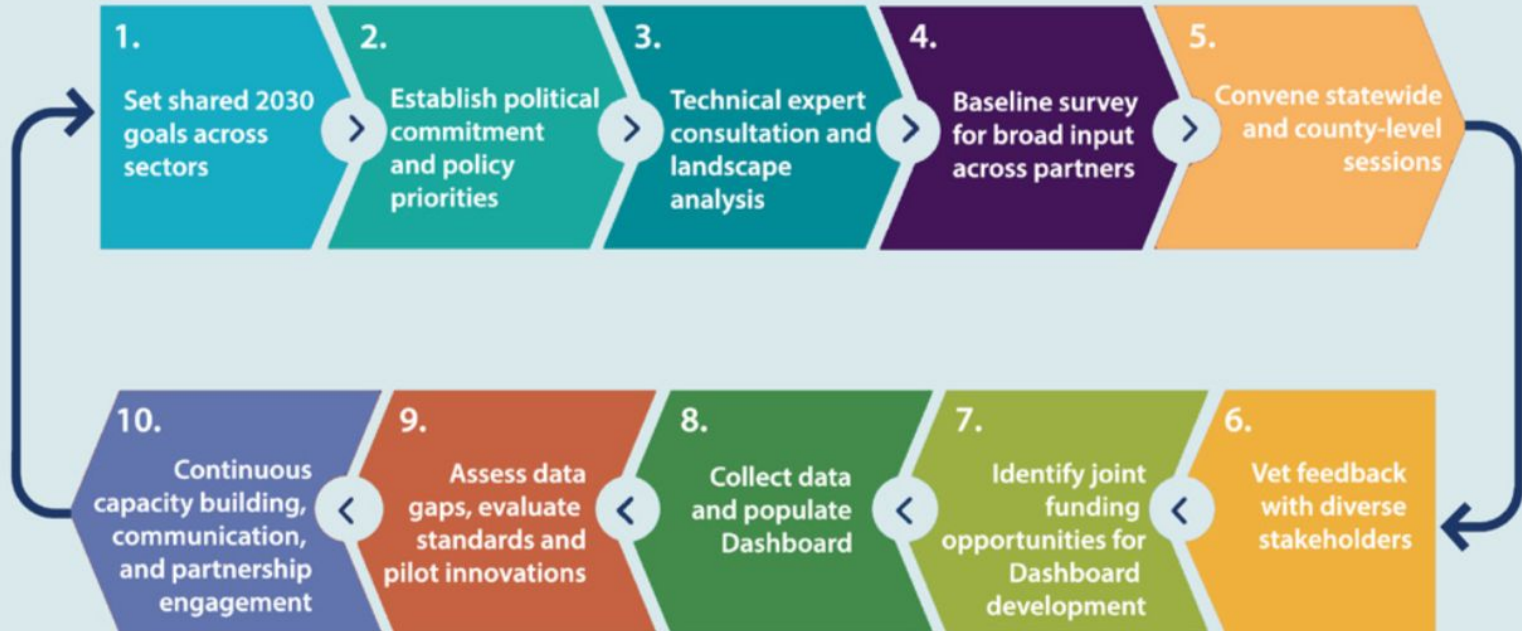 1.
Set shared 2030
goals across
sectors
2.
Establish political
commitment
and policy
priorities
3.
Technical expert
consultation and
landscape
analysis
4.
Baseline survey
for broad input
across partners
5.
Convene statewide
and county-level
sessions
6.
Vet feedback
with diverse
stakeholders
7.
Identify joint
funding
opportunities for
Dashboard
development
8.
Collect data
and populate
Dashboard
9.
Assess data
gaps, evaluate
standards and
pilot innovations
10.
Continuous
capacity building,
communication,
and partnership
engagement